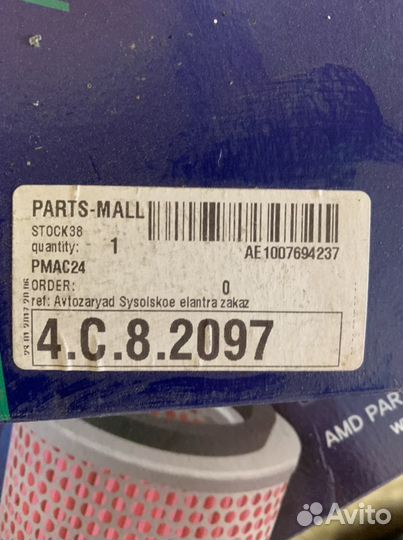 PARTS-MALL
STOCK38
quantity: 1
AE1007694237
PMAC24
ORDER: 0
ref: Avtozaryad Sysolskoe elantra zakaz
4.C.8.2097
AMD PAR
Avito